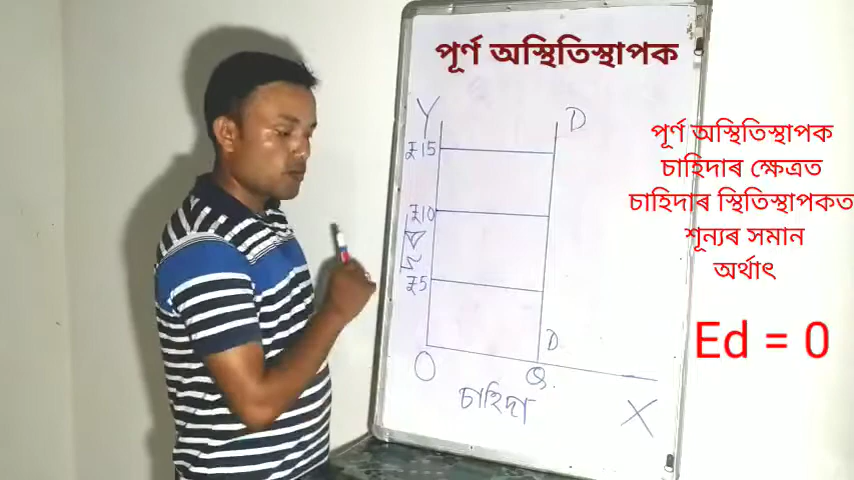 পূৰ্ণ অস্থিতিস্থাপক
পূৰ্ণ অস্থিতিস্থাপক
চাহিদাৰ ক্ষেত্ৰত
চাহিদাৰ স্থিতিস্থাপকত
শূন্যৰ সমান
অৰ্থাৎ
Ed = 0
Y
D
₹15
₹10
₹5
D
O
Q
চাহিদা
X